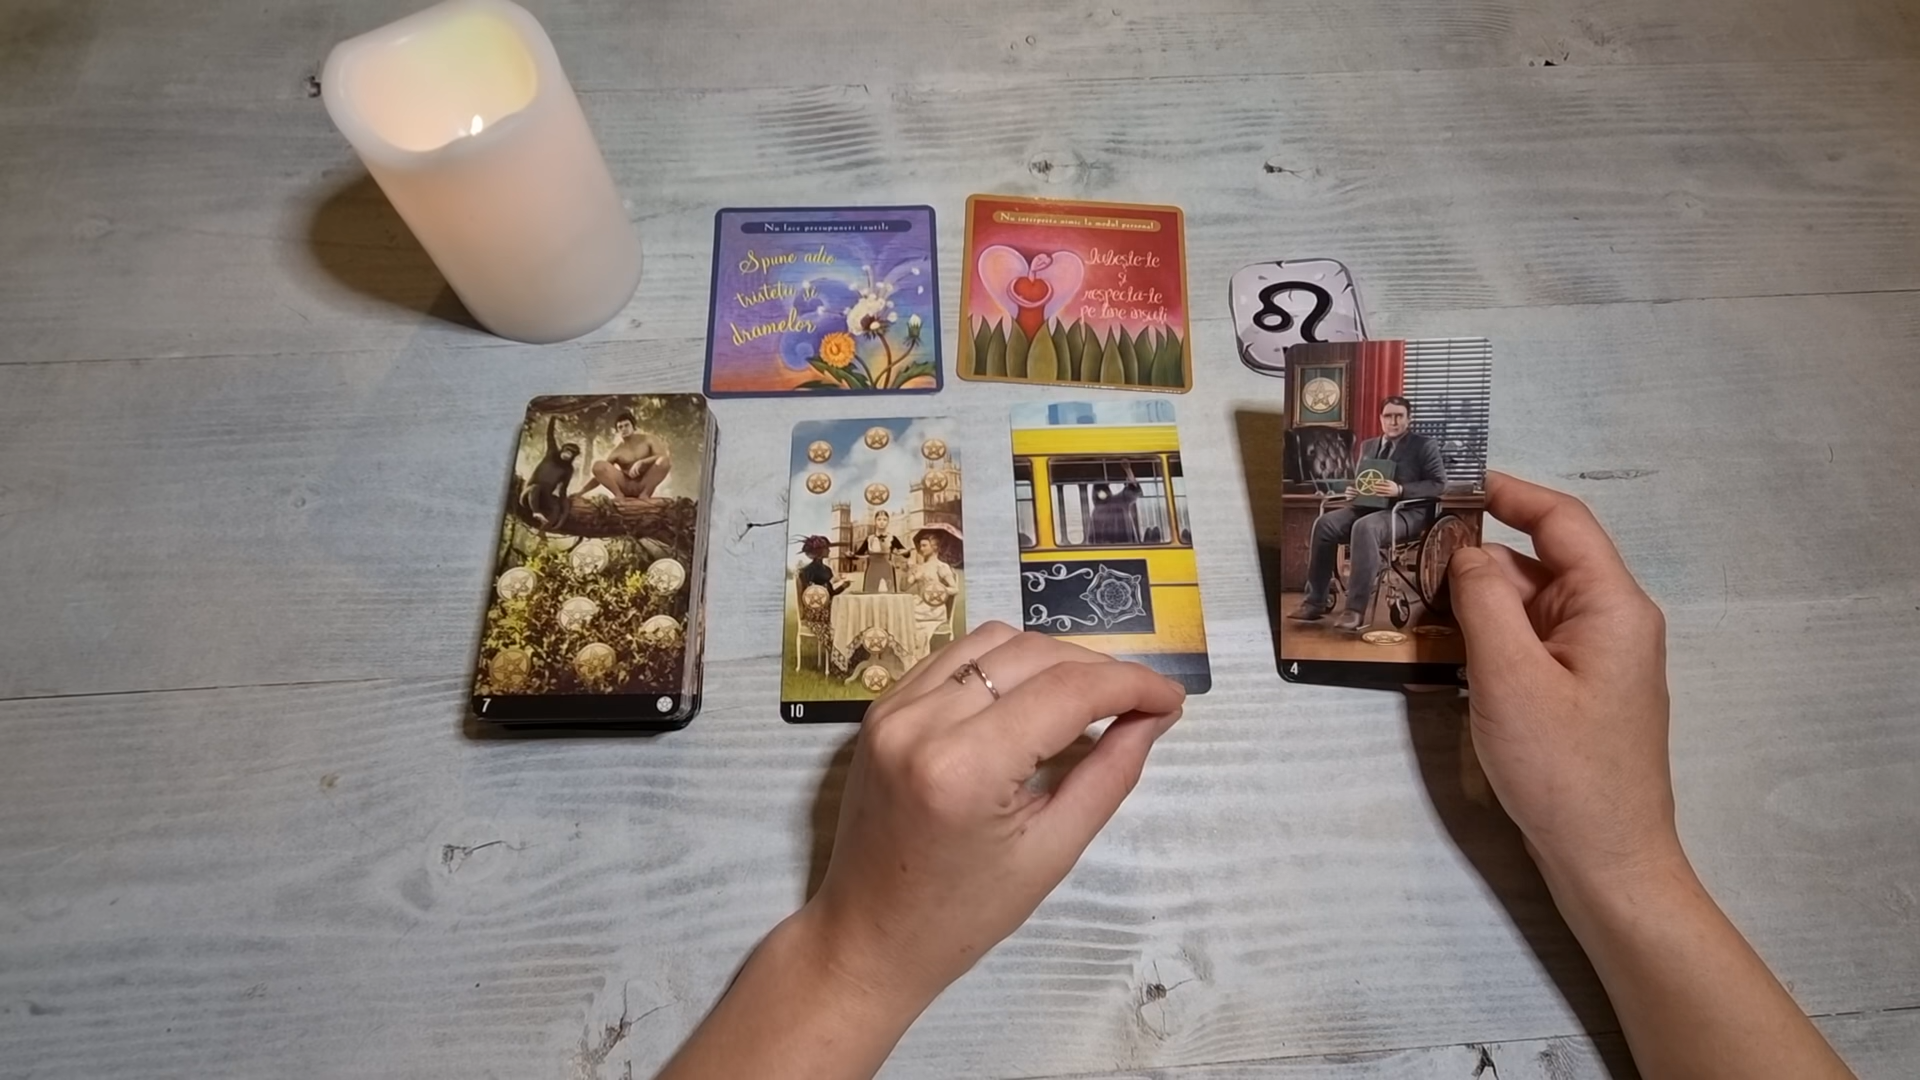 Nu face presupuneri inutile
Spune adio
tristeții și
dramelor
Nu interpreta nimic la modul personal
Iubește-te
și
respectă-te
pe tine însuți
7
10
4